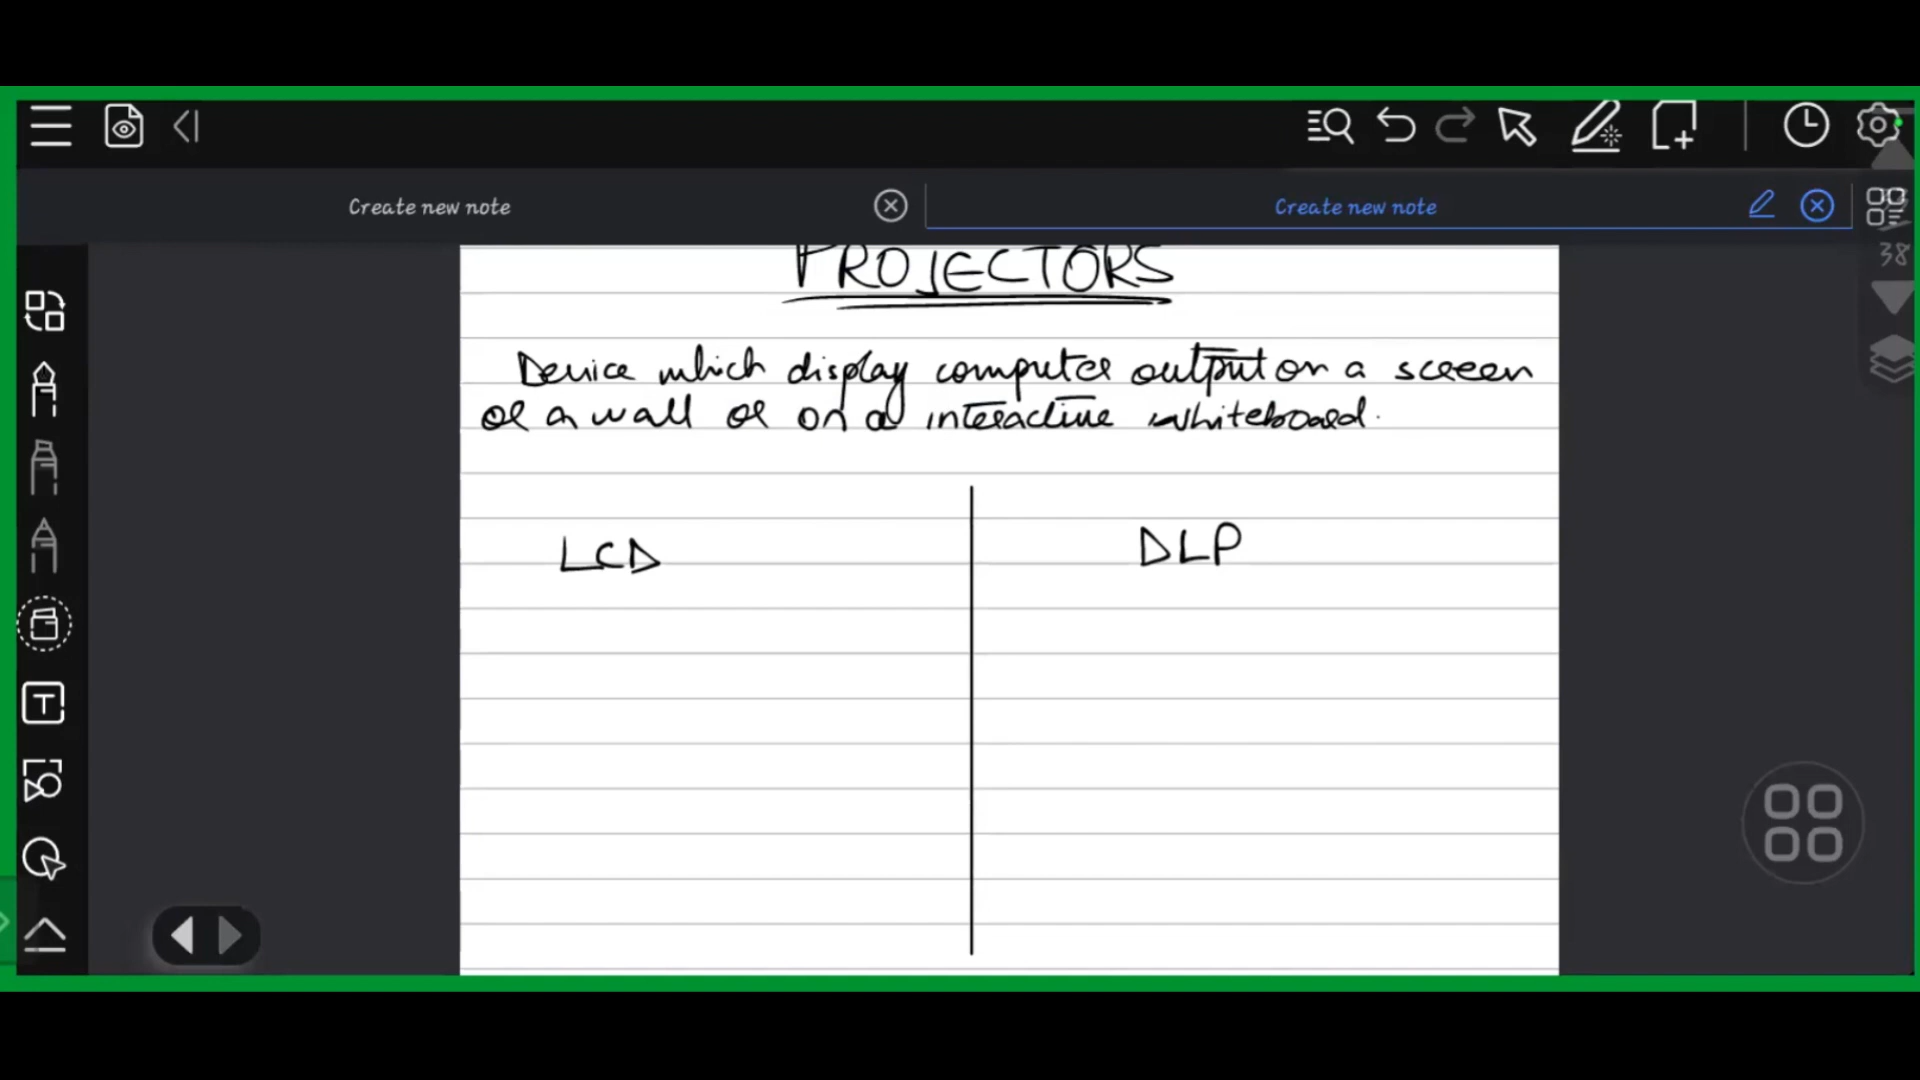 Create new note
Create new note
38
PROJECTORS
Device which display computer output on a screen
or a wall or on a interactive whiteboard.
LCD
DLP